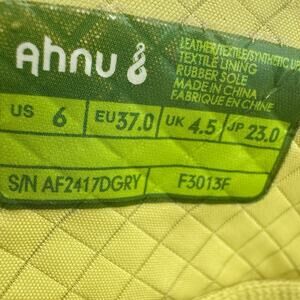 Ahnu
LEATHER/TEXTILE/SYNTHETIC UP
TEXTILE LINING
RUBBER SOLE
MADE IN CHINA
FABRIQUE EN CHINE
US 6 EU 37.0 UK 4.5 JP 23.0
S/N AF2417DGRY F3013F